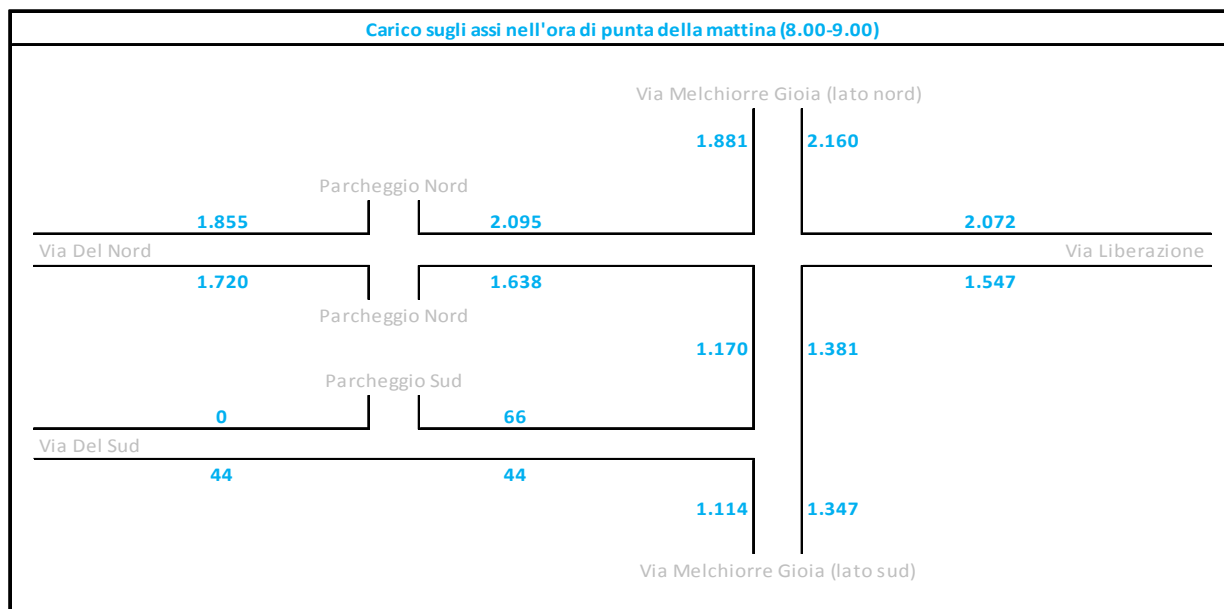 Carico sugli assi nell'ora di punta della mattina (8.00-9.00)
Via Melchiorre Gioia (lato nord)
1.881 2.160
Parcheggio Nord
1.855 2.095 2.072
Via Del Nord Via Liberazione
1.720 1.638 1.547
Parcheggio Nord
1.170 1.381
Parcheggio Sud
0 66
Via Del Sud
44 44
1.114 1.347
Via Melchiorre Gioia (lato sud)